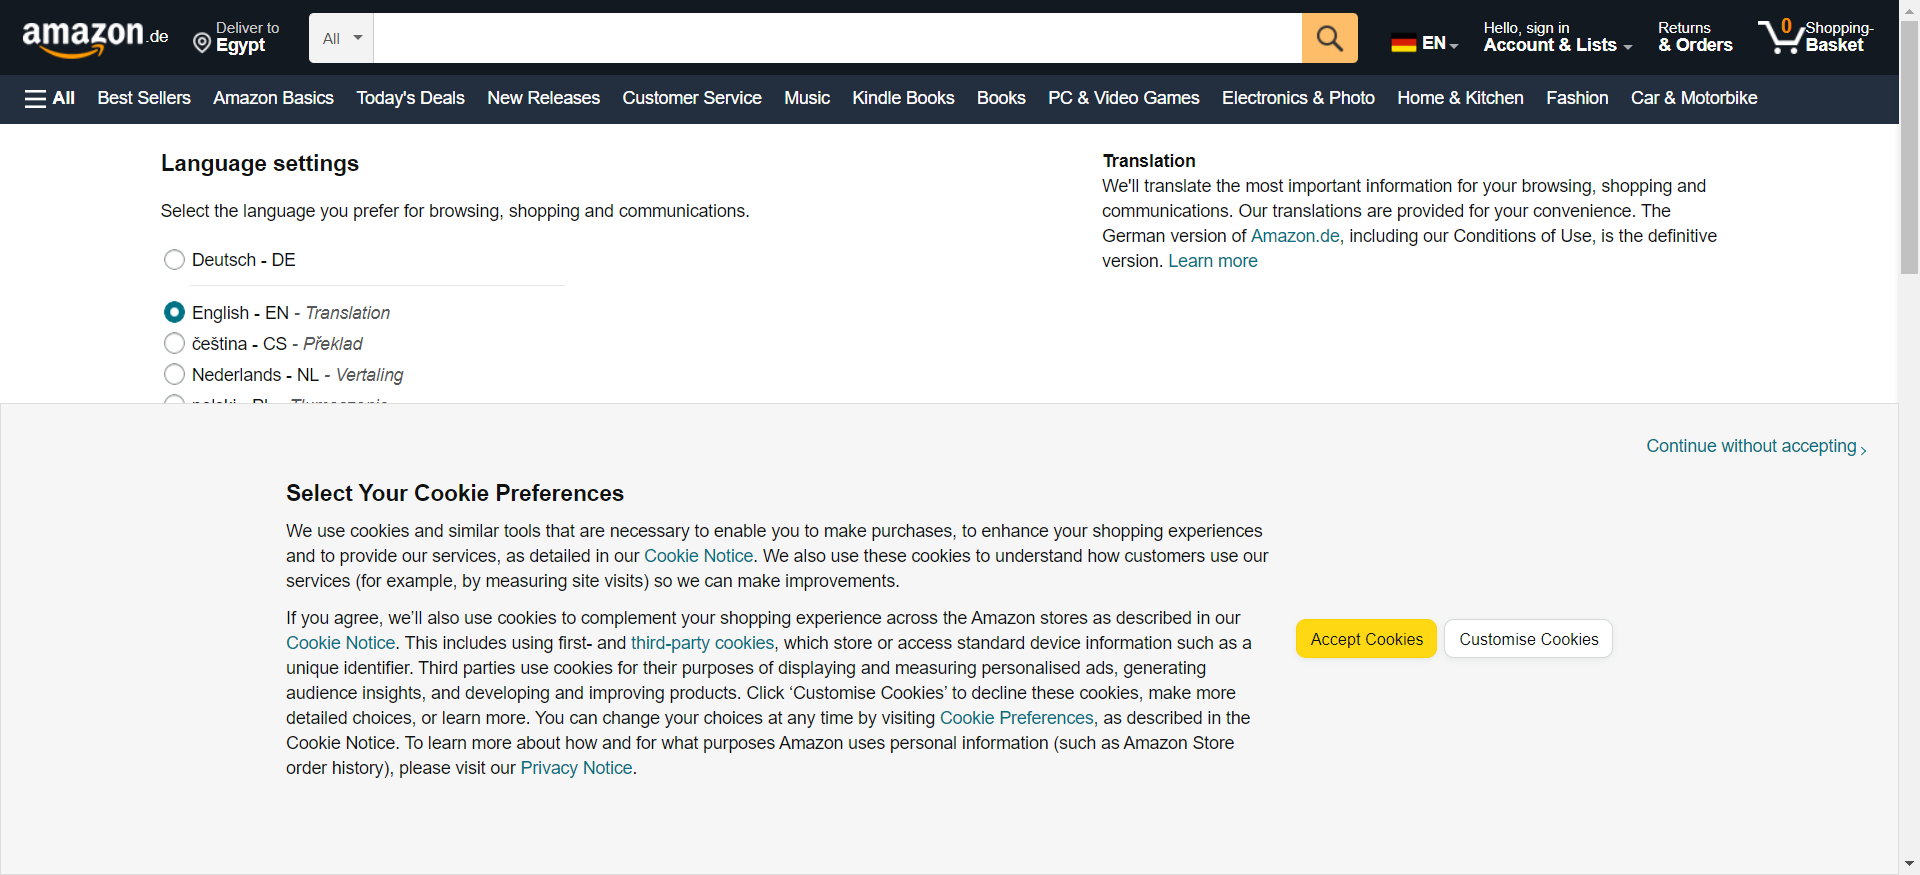 amazon.de
Deliver to
Egypt
All
EN
Hello, sign in
Account & Lists
Returns
& Orders
0
Shopping-
Basket
All Best Sellers Amazon Basics Today's Deals New Releases Customer Service Music Kindle Books Books PC & Video Games Electronics & Photo Home & Kitchen Fashion Car & Motorbike
Language settings
Select the language you prefer for browsing, shopping and communications.
Deutsch - DE
English - EN - Translation
čeština - CS - Překlad
Nederlands - NL - Vertaling
Translation
We'll translate the most important information for your browsing, shopping and
communications. Our translations are provided for your convenience. The
German version of Amazon.de, including our Conditions of Use, is the definitive
version. Learn more
Continue without accepting
Select Your Cookie Preferences
We use cookies and similar tools that are necessary to enable you to make purchases, to enhance your shopping experiences
and to provide our services, as detailed in our Cookie Notice. We also use these cookies to understand how customers use our
services (for example, by measuring site visits) so we can make improvements.
If you agree, we’ll also use cookies to complement your shopping experience across the Amazon stores as described in our
Cookie Notice. This includes using first- and third-party cookies, which store or access standard device information such as a
unique identifier. Third parties use cookies for their purposes of displaying and measuring personalised ads, generating
audience insights, and developing and improving products. Click ‘Customise Cookies’ to decline these cookies, make more
detailed choices, or learn more. You can change your choices at any time by visiting Cookie Preferences, as described in the
Cookie Notice. To learn more about how and for what purposes Amazon uses personal information (such as Amazon Store
order history), please visit our Privacy Notice.
Accept Cookies
Customise Cookies